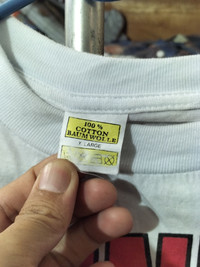 100 %
COTTON
BAUMWOLLE
X. LARGE